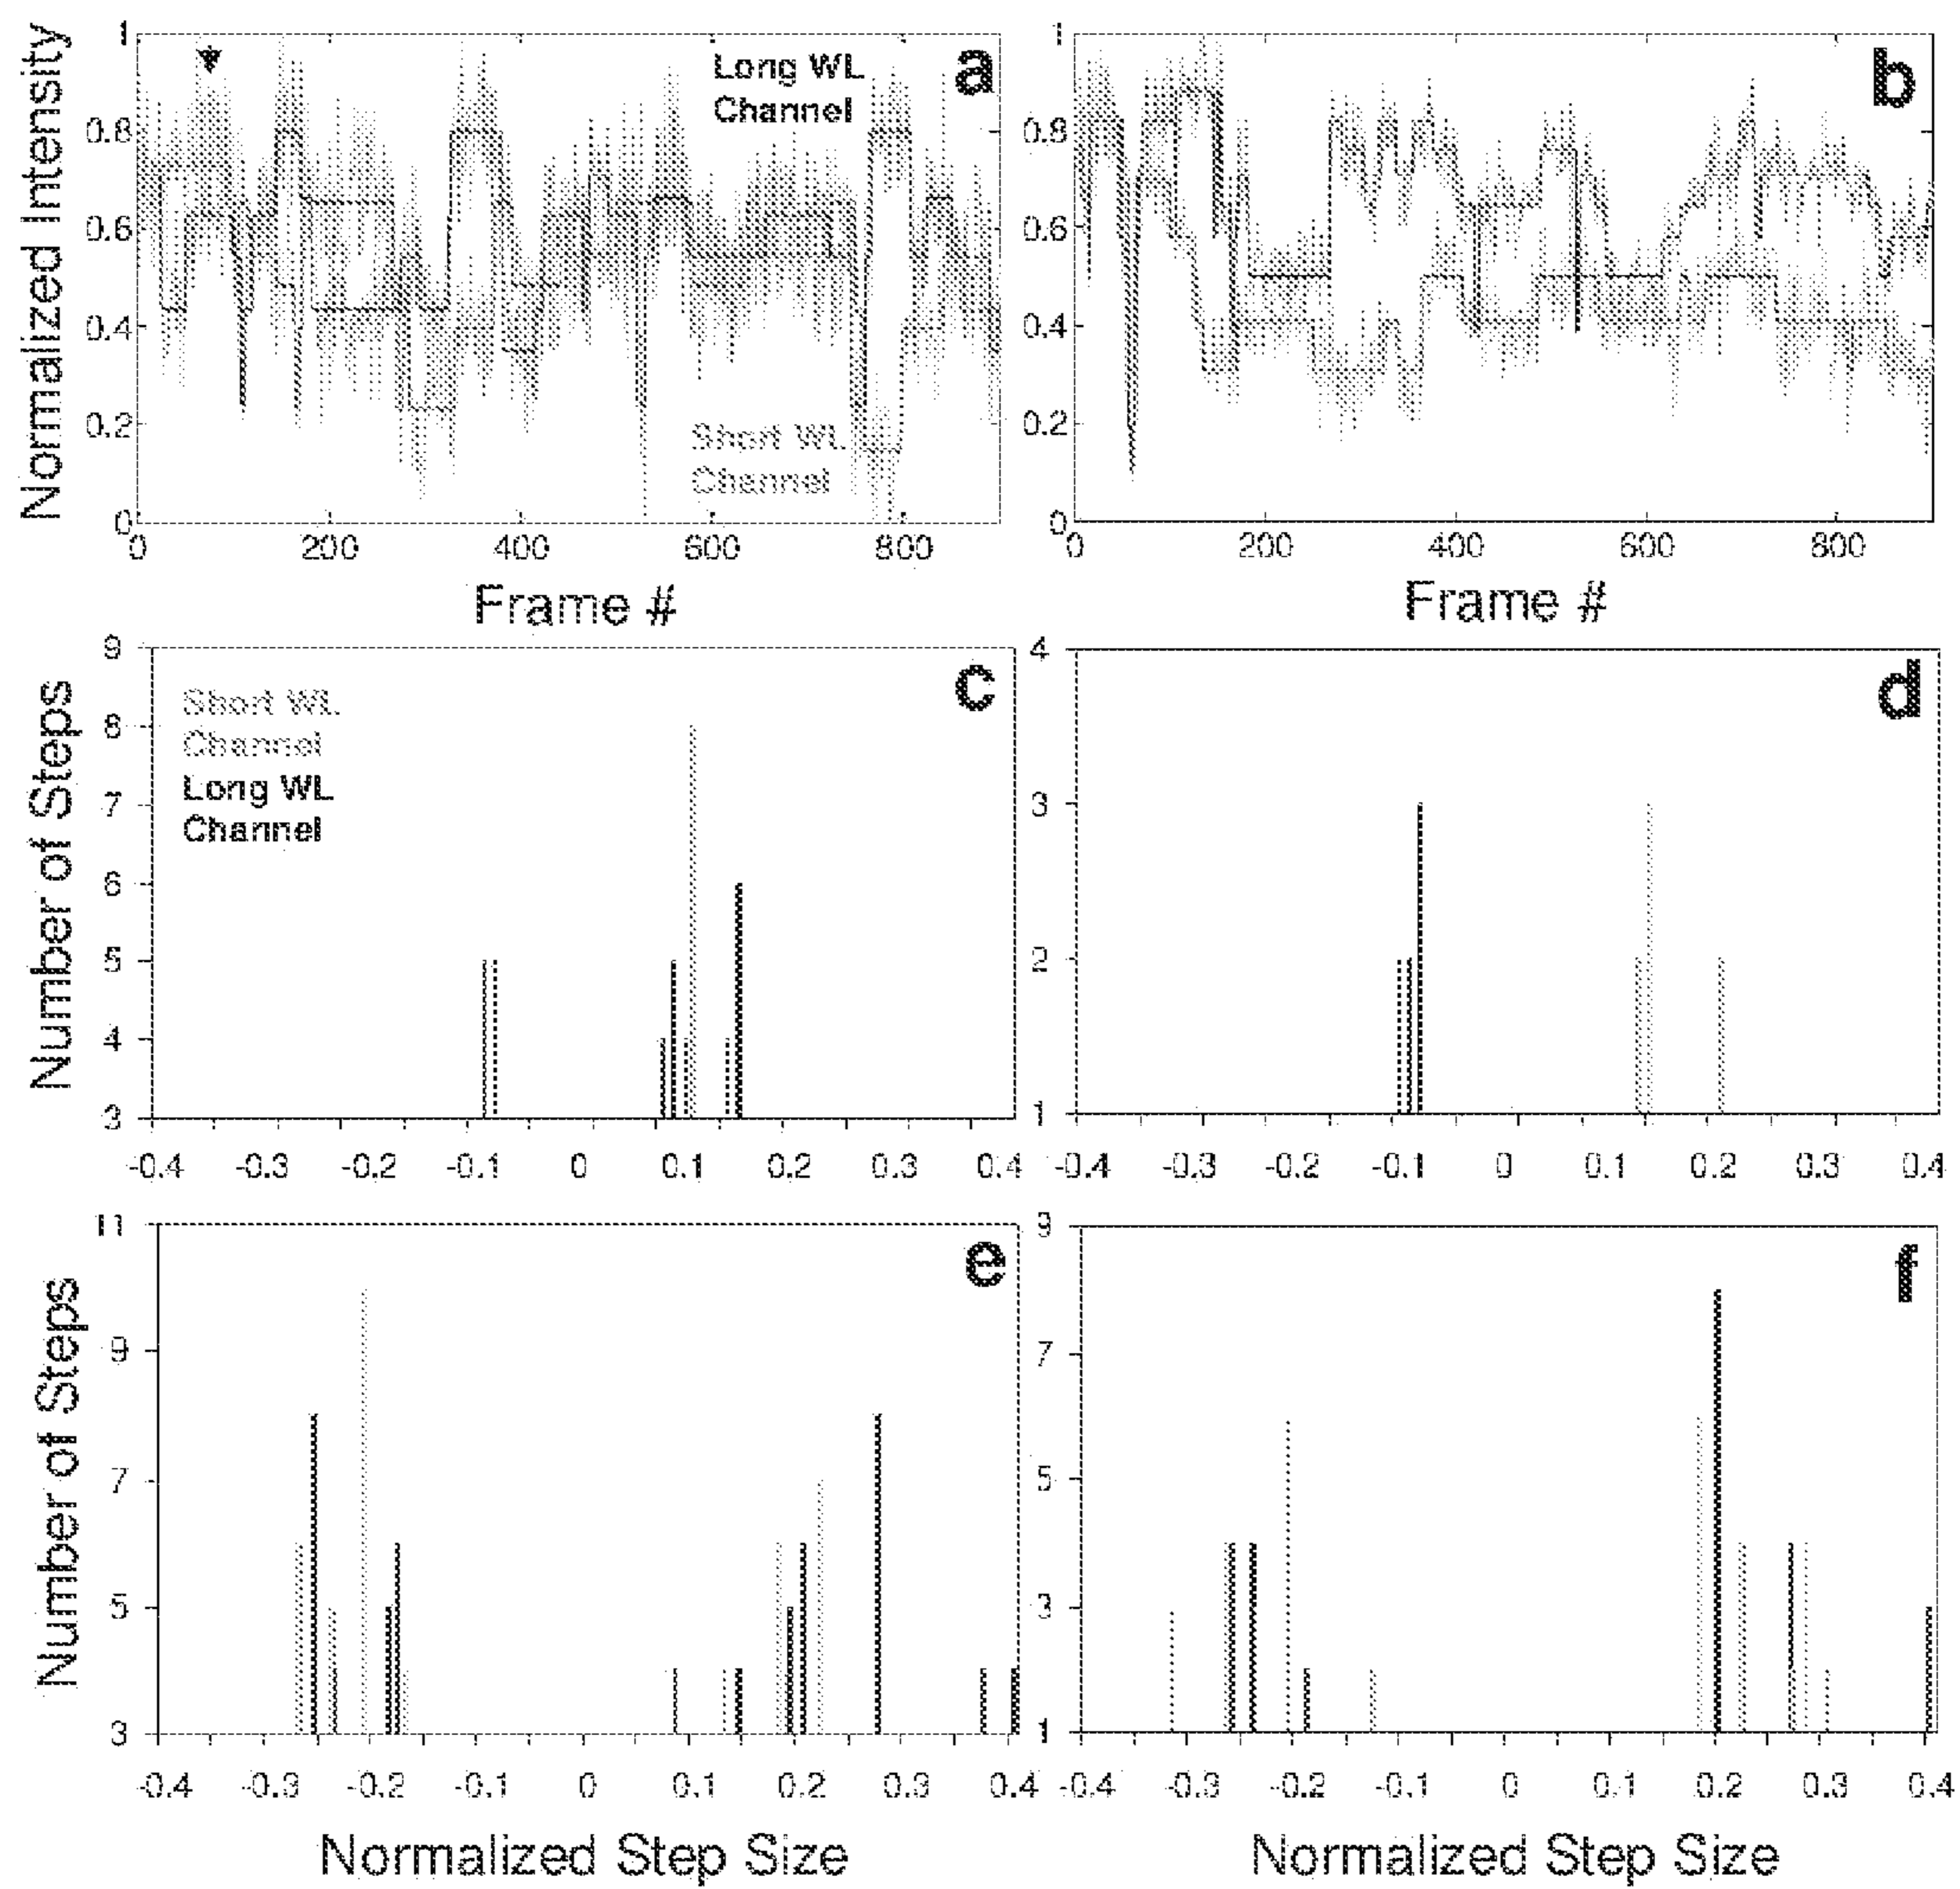 Normalized Intensity
1
0.8
0.6
0.4
0.2
0
Long WL
Channel
a
Short WL
Channel
0 200 400 600 800
Frame #
1
0.8
0.6
0.4
0.2
0
b
0 200 400 600 800
Frame #
Number of Steps
9
8
7
6
5
4
3
Short WL
Channel
Long WL
Channel
c
-0.4 -0.3 -0.2 -0.1 0 0.1 0.2 0.3 0.4
4
3
2
1
d
-0.4 -0.3 -0.2 -0.1 0 0.1 0.2 0.3 0.4
Number of Steps
11
9
7
5
3
e
-0.4 -0.3 -0.2 -0.1 0 0.1 0.2 0.3 0.4
Normalized Step Size
9
7
5
3
1
f
-0.4 -0.3 -0.2 -0.1 0 0.1 0.2 0.3 0.4
Normalized Step Size